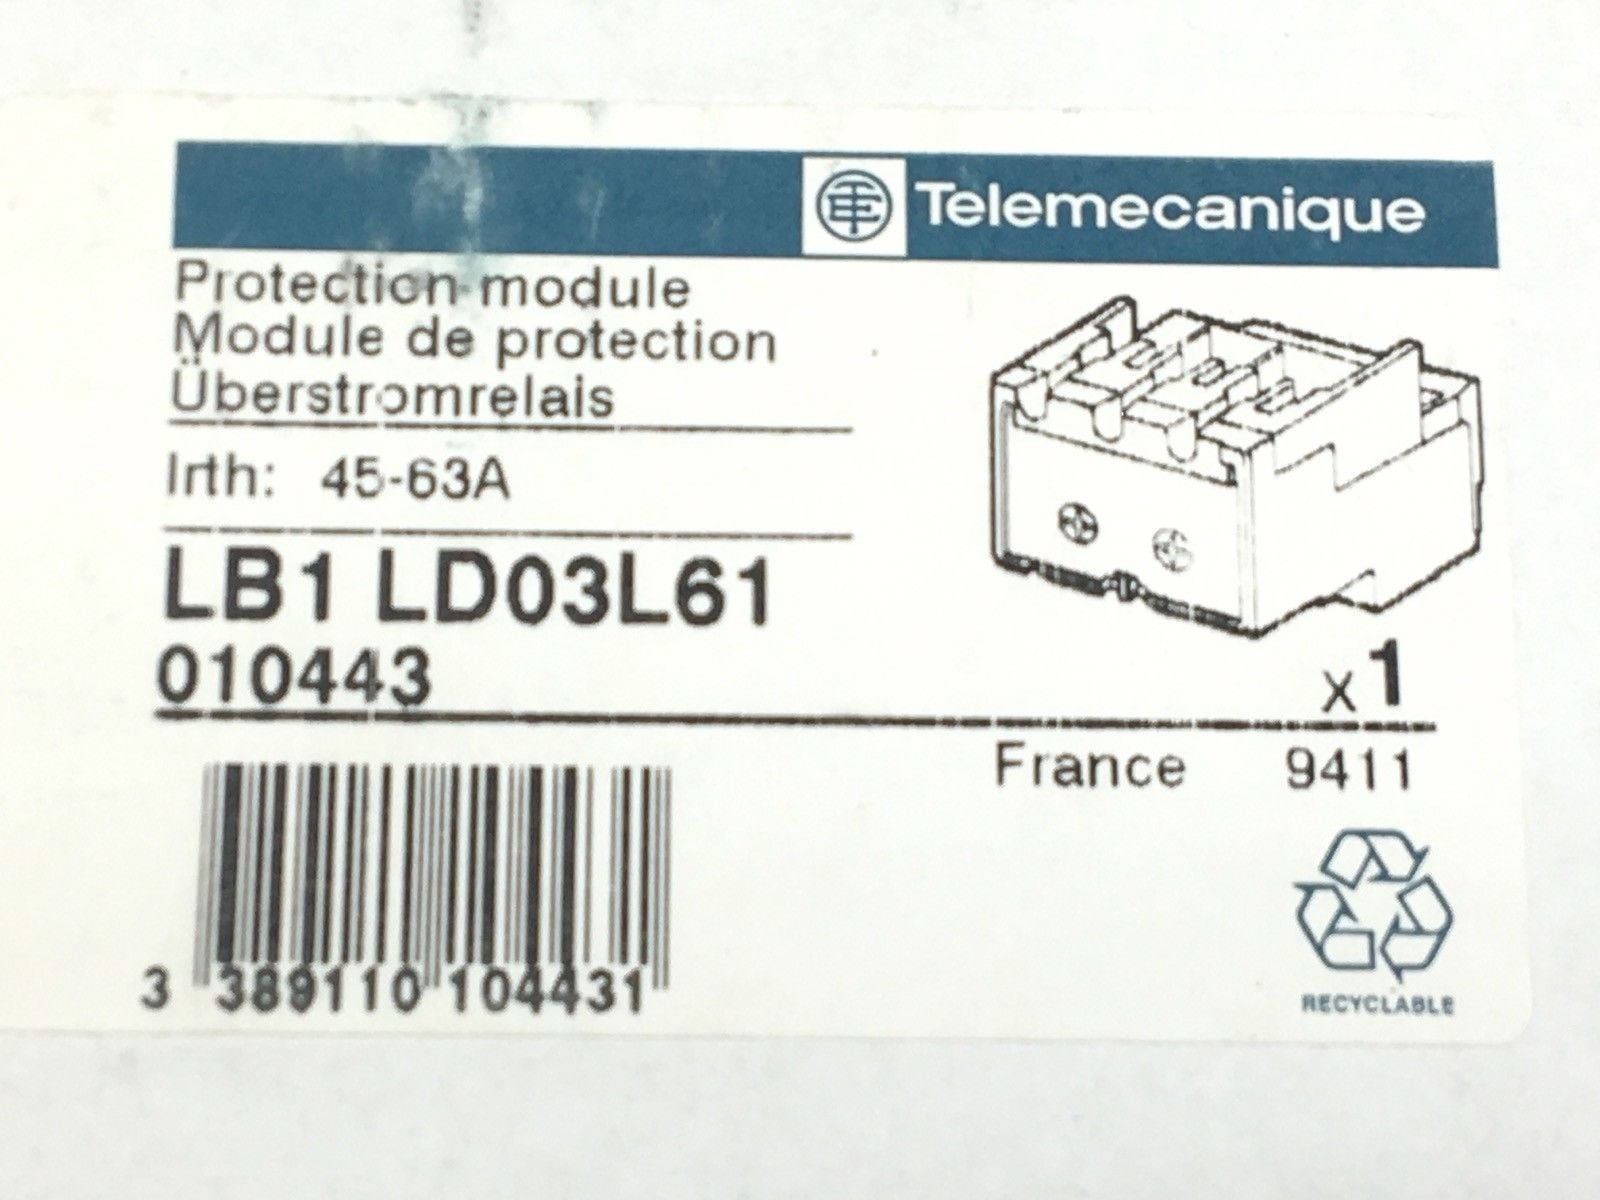 Telemecanique
Protection module
Module de protection
Überstromrelais
Irth: 45-63A
LB1 LD03L61
010443
x 1
France 9411
3 389110 104431
RECYCLABLE